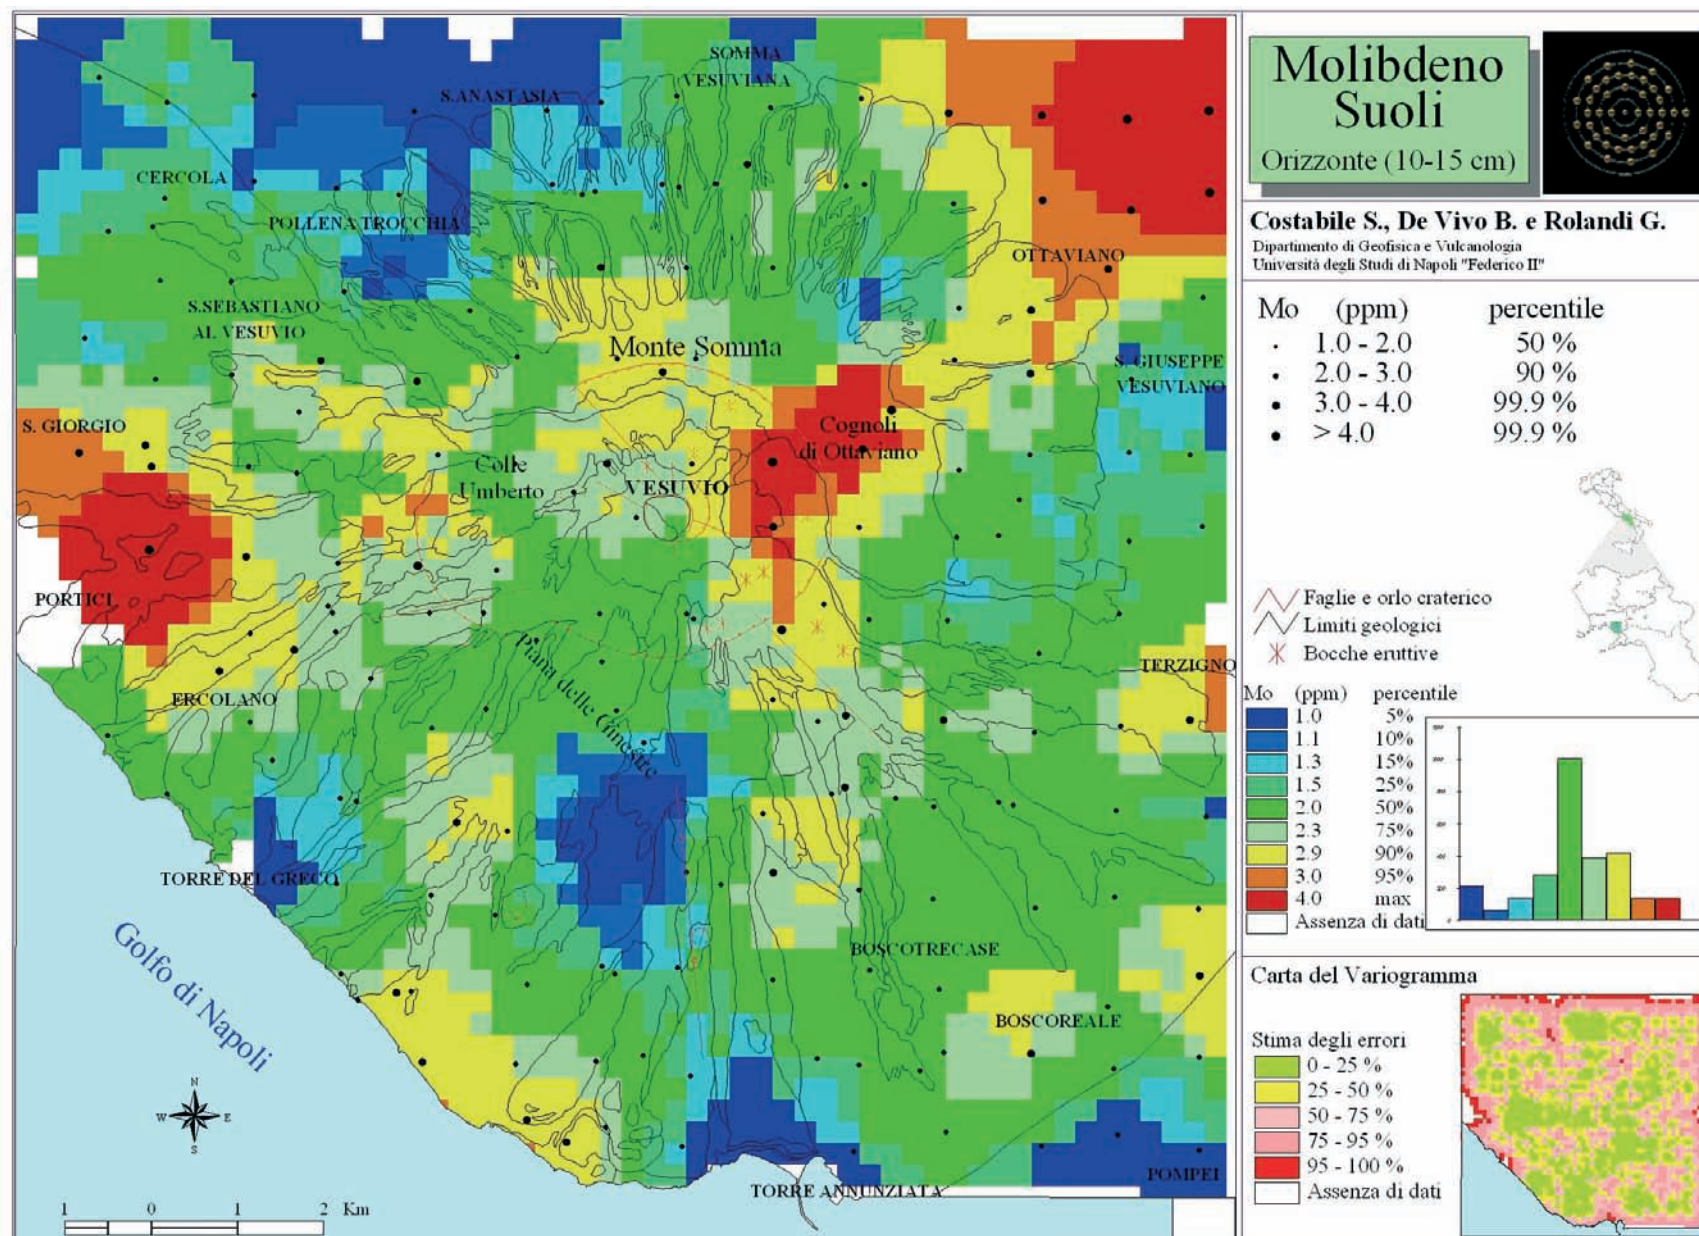 SOMMA
VESUVIANA
S.ANASTASIA
CERCOLA
POLLENA TROCCHIA
OTTAVIANO
S.SEBASTIANO
AL VESUVIO
Monte Somma
S. GIUSEPPE
VESUVIANO
S. GIORGIO
Cognoli
di Ottaviano
Colle
Umberto
VESUVIO
PORTICI
Piana delle Ginestre
TERZIGNO
ERCOLANO
TORRE DEL GRECO
Golfo di Napoli
BOSCOTRECASE
BOSCOREALE
N
W E
S
POMPEI
TORRE ANNUNZIATA
1 0 1 2 Km
Molibdeno
Suoli
Orizzonte (10-15 cm)
Costabile S., De Vivo B. e Rolandi G.
Dipartimento di Geofisica e Vulcanologia
Università degli Studi di Napoli "Federico II"
Mo (ppm) percentile
1.0 - 2.0 50 %
2.0 - 3.0 90 %
3.0 - 4.0 99.9 %
> 4.0 99.9 %
Faglie e orlo craterico
Limiti geologici
Bocche eruttive
Mo (ppm) percentile
1.0 5%
1.1 10%
1.3 15%
1.5 25%
2.0 50%
2.3 75%
2.9 90%
3.0 95%
4.0 max
Assenza di dati
Carta del Variogramma
Stima degli errori
0 - 25 %
25 - 50 %
50 - 75 %
75 - 95 %
95 - 100 %
Assenza di dati